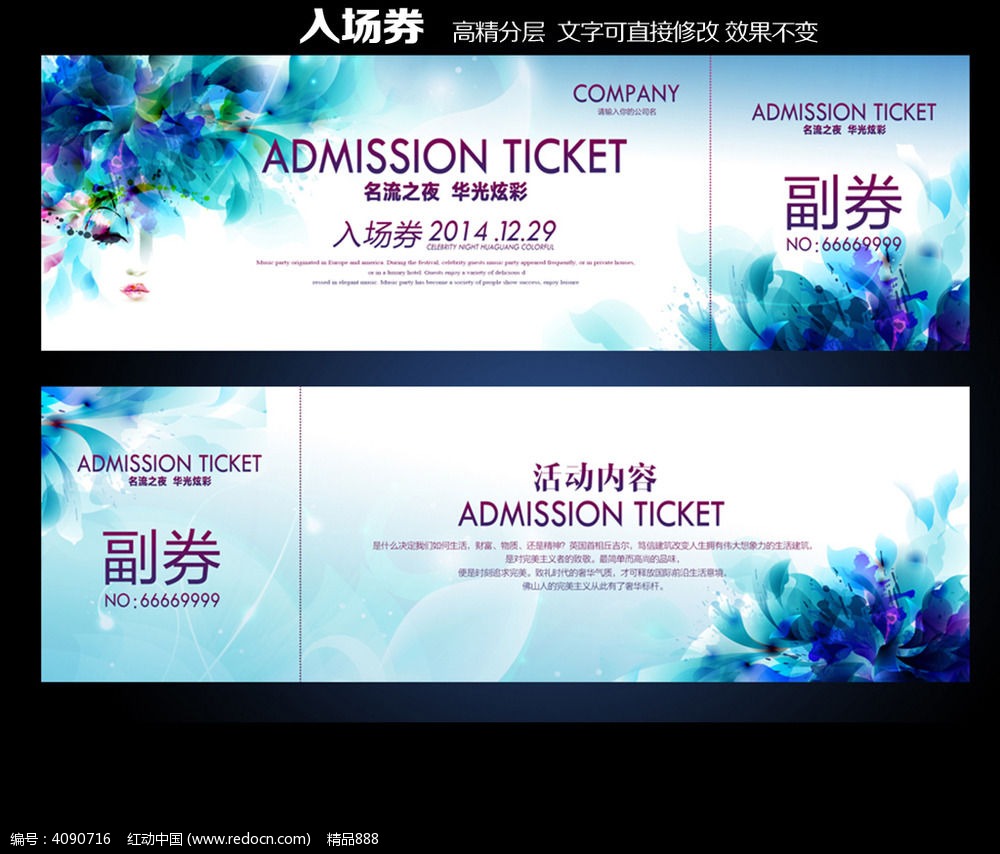 入场券 高精分层 文字可直接修改 效果不变
COMPANY
请输入你的公司名
ADMISSION TICKET
名流之夜 华光炫彩
入场券 2014.12.29
CELEBRITY NIGHT HUAGUANG COLORFUL
Music party originated in Europe and america. During the festival, celebrity guests music party appeared frequently, or in private houses,
or in a luxury hotel. Guests enjoy a variety of delicious d
ressed in elegant music. Music party has become a society of people show success, enjoy leisure
ADMISSION TICKET
名流之夜 华光炫彩
副券
NO:66669999
ADMISSION TICKET
名流之夜 华光炫彩
副券
NO:66669999
活动内容
ADMISSION TICKET
是什么决定我们如何生活，财富、物质、还是精神？英国首相丘吉尔，笃信建筑改变人生拥有伟大想象力的生活建筑，
是对完美主义者的致敬。最简单而高尚的品味，
便是时刻追求完美。致礼时代的奢华气质，才可释放国际前沿生活意境，
佛山人的完美主义从此有了奢华标杆。
编号：4090716 红动中国 (www.redocn.com) 精品888